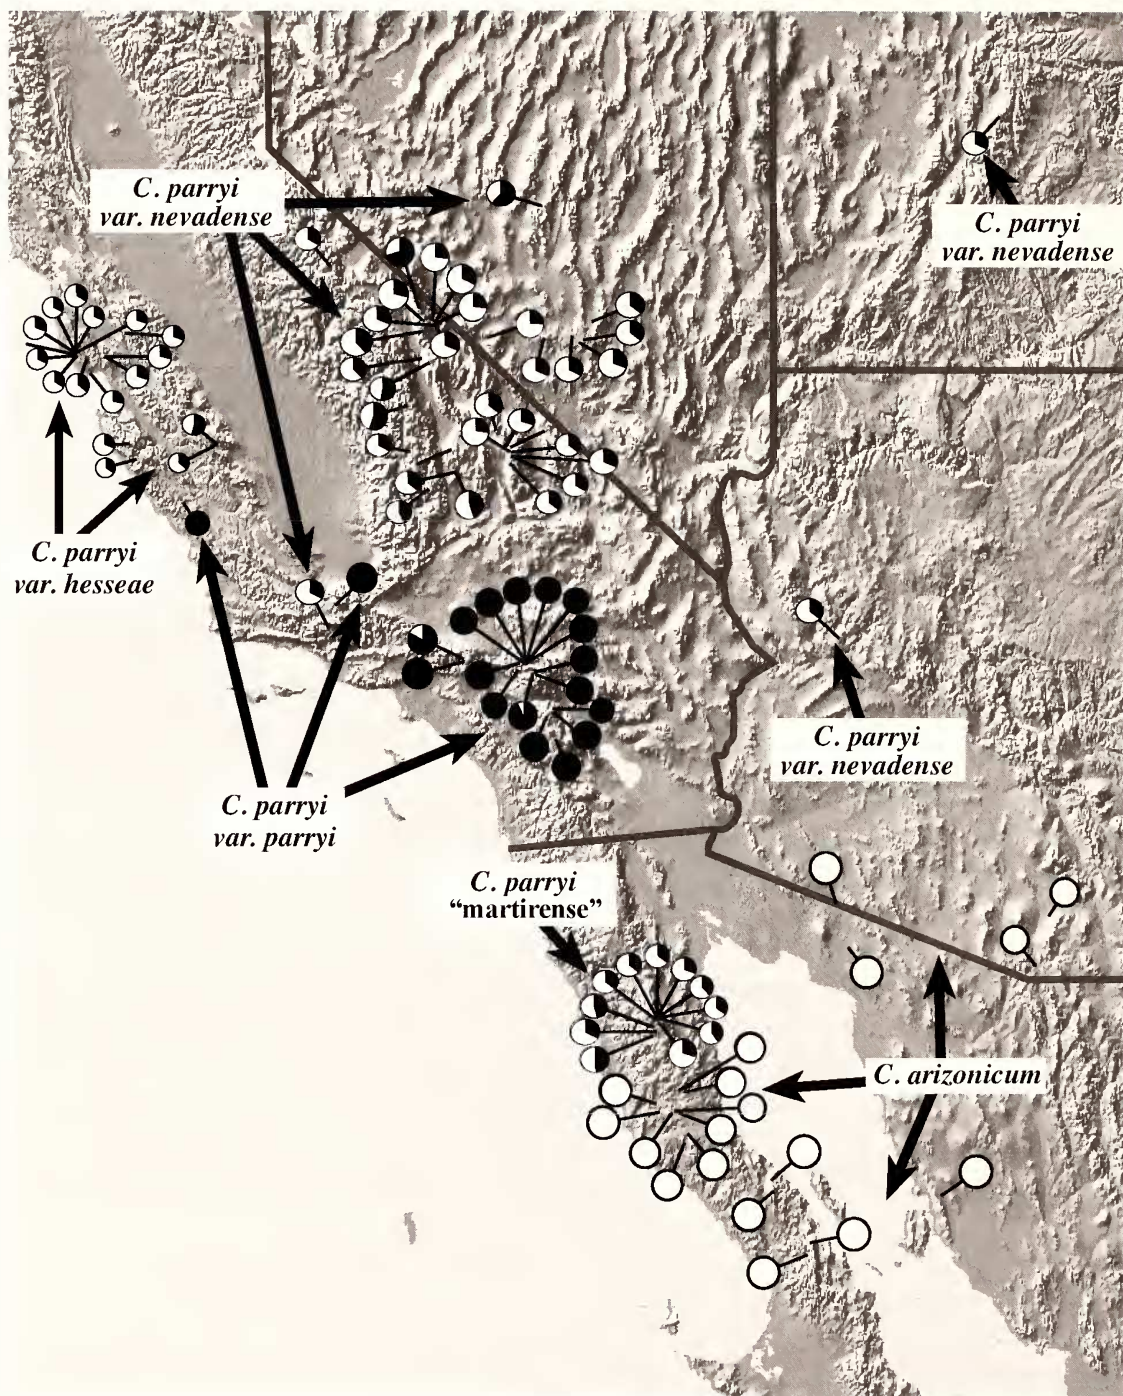 C. parryi
var. nevadense
C. parryi
var. nevadense
C. parryi
var. hesseae
C. parryi
var. nevadense
C. parryi
var. parryi
C. parryi
“martirense”
C. arizonicum